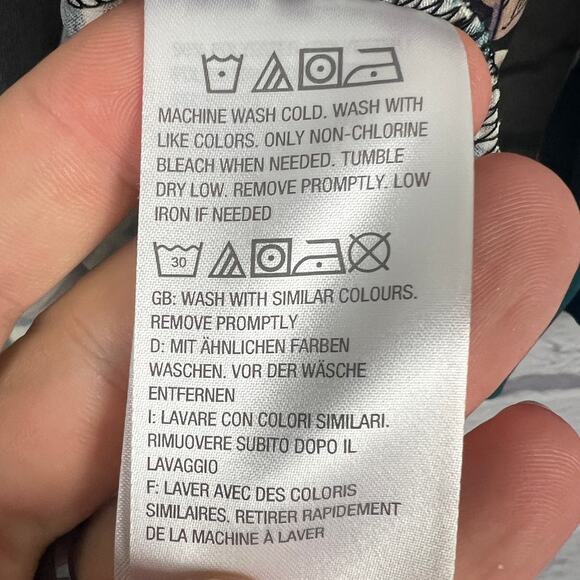 MACHINE WASH COLD. WASH WITH
LIKE COLORS. ONLY NON-CHLORINE
BLEACH WHEN NEEDED. TUMBLE
DRY LOW. REMOVE PROMPTLY. LOW
IRON IF NEEDED
30
GB: WASH WITH SIMILAR COLOURS.
REMOVE PROMPTLY
D: MIT ÄHNLICHEN FARBEN
WASCHEN. VOR DER WÄSCHE
ENTFERNEN
I: LAVARE CON COLORI SIMILARI.
RIMUOVERE SUBITO DOPO IL
LAVAGGIO
F: LAVER AVEC DES COLORIS
SIMILAIRES. RETIRER RAPIDEMENT
DE LA MACHINE À LAVER